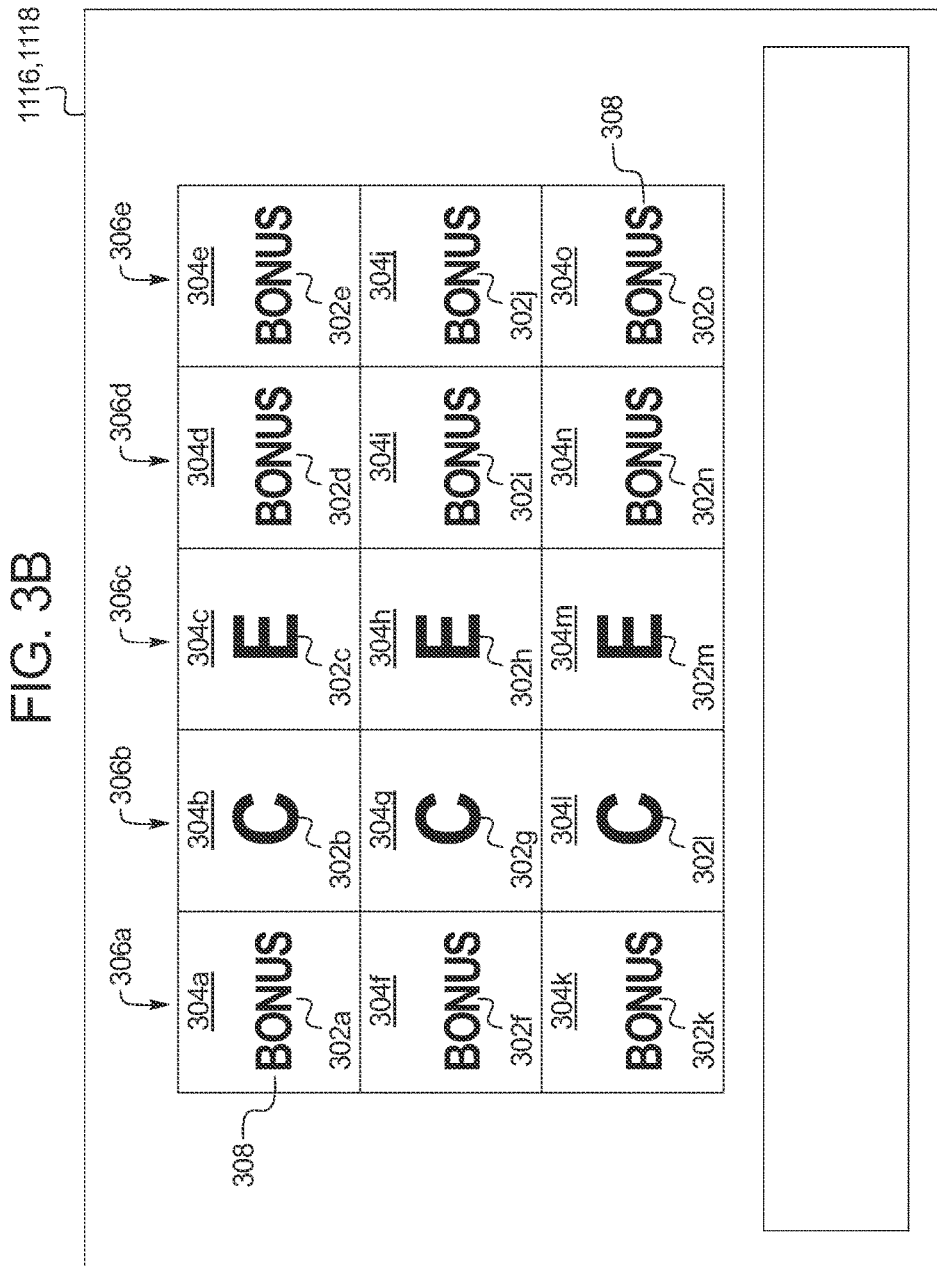 FIG. 3B
1116,1118
306a 306b 306c 306d 306e
304a 304b 304c 304d 304e
308 BONUS C E BONUS BONUS
302a 302b 302c 302d 302e
304f 304g 304h 304i 304j
BONUS C E BONUS BONUS
302f 302g 302h 302i 302j
304k 304l 304m 304n 304o
BONUS C E BONUS BONUS 308
302k 302l 302m 302n 302o